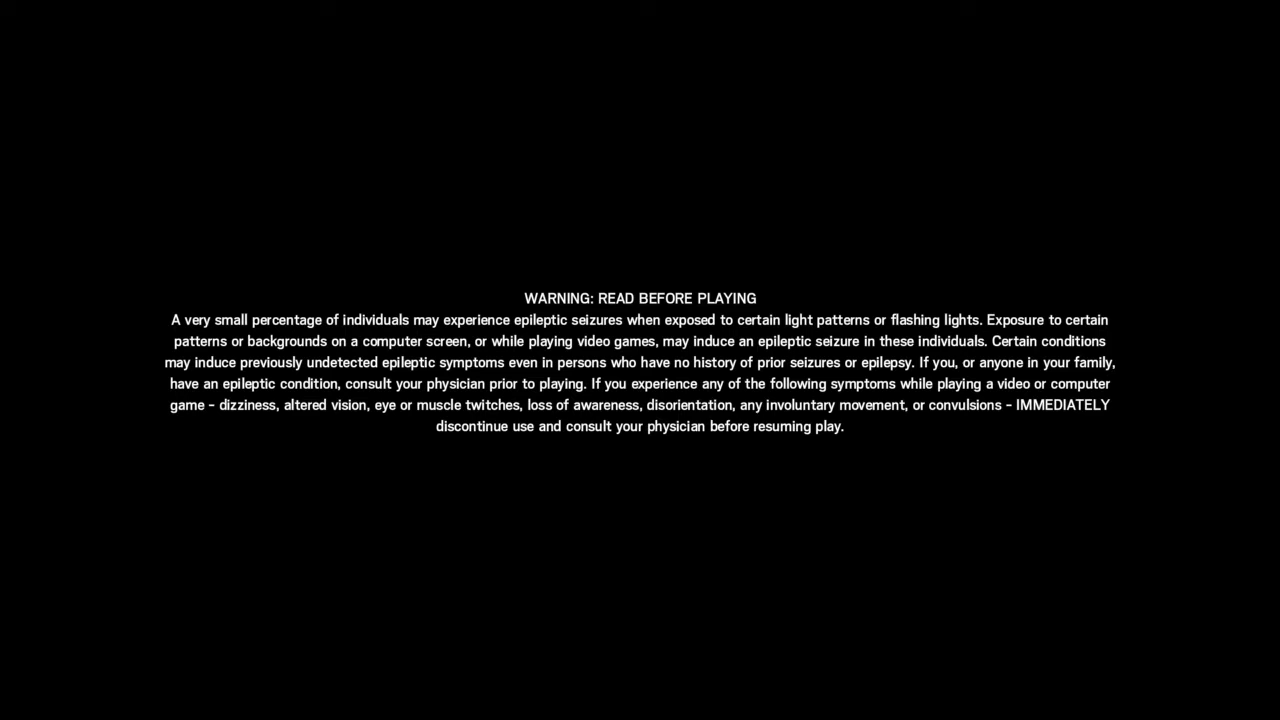 WARNING: READ BEFORE PLAYING
A very small percentage of individuals may experience epileptic seizures when exposed to certain light patterns or flashing lights. Exposure to certain
patterns or backgrounds on a computer screen, or while playing video games, may induce an epileptic seizure in these individuals. Certain conditions
may induce previously undetected epileptic symptoms even in persons who have no history of prior seizures or epilepsy. If you, or anyone in your family,
have an epileptic condition, consult your physician prior to playing. If you experience any of the following symptoms while playing a video or computer
game - dizziness, altered vision, eye or muscle twitches, loss of awareness, disorientation, any involuntary movement, or convulsions - IMMEDIATELY
discontinue use and consult your physician before resuming play.